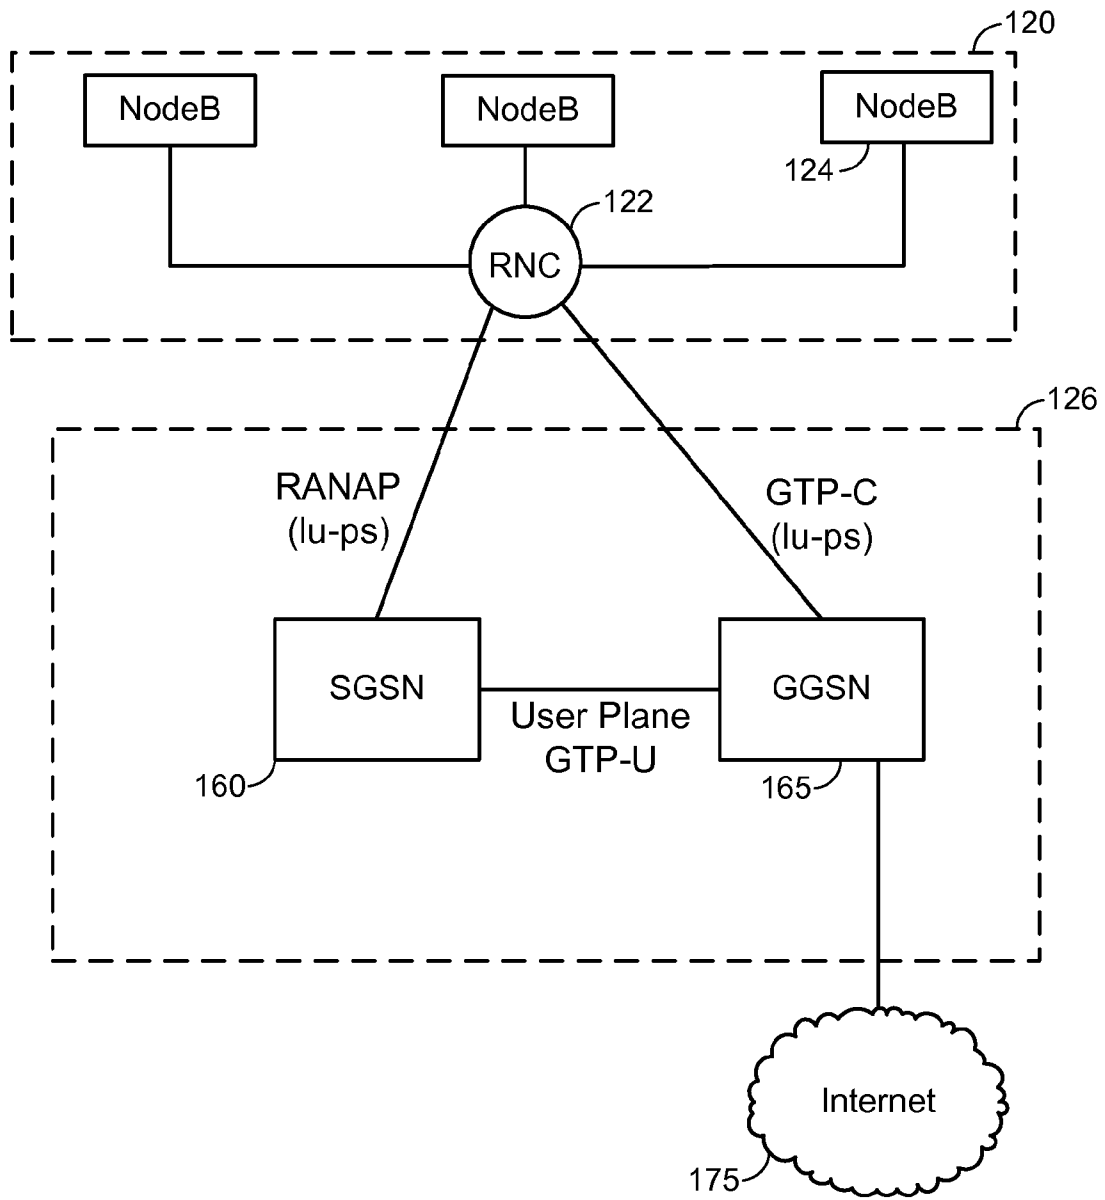 120
NodeB
NodeB
NodeB
124
122
RNC
126
RANAP
(lu-ps)
GTP-C
(lu-ps)
SGSN
GGSN
User Plane
GTP-U
160
165
Internet
175